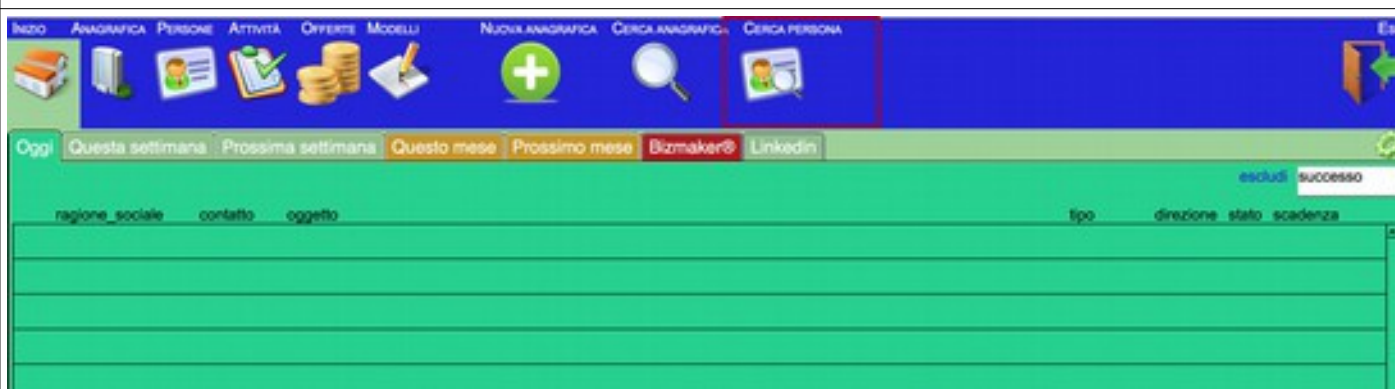 INIZIO ANAGRAFICA PERSONE ATTIVITÀ OFFERTE MODELLI NUOVA ANAGRAFICA CERCA ANAGRAFICA CERCA PERSONA Es
Oggi Questa settimana Prossima settimana Questo mese Prossimo mese Bizmaker® Linkedin
escludi successo
ragione_sociale contatto oggetto tipo direzione stato scadenza